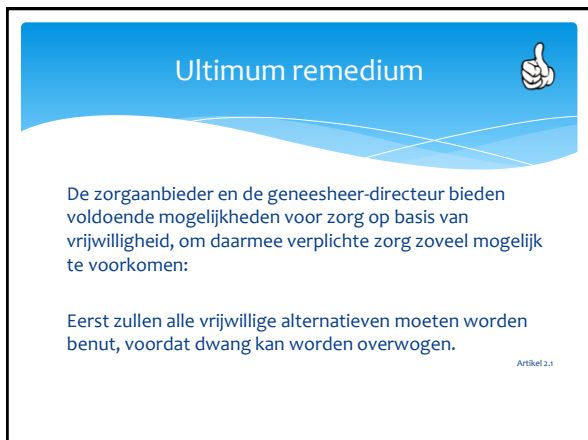 Ultimum remedium
De zorgaanbieder en de geneesheer-directeur bieden
voldoende mogelijkheden voor zorg op basis van
vrijwilligheid, om daarmee verplichte zorg zoveel mogelijk
te voorkomen:
Eerst zullen alle vrijwillige alternatieven moeten worden
benut, voordat dwang kan worden overwogen.
Artikel 2.1